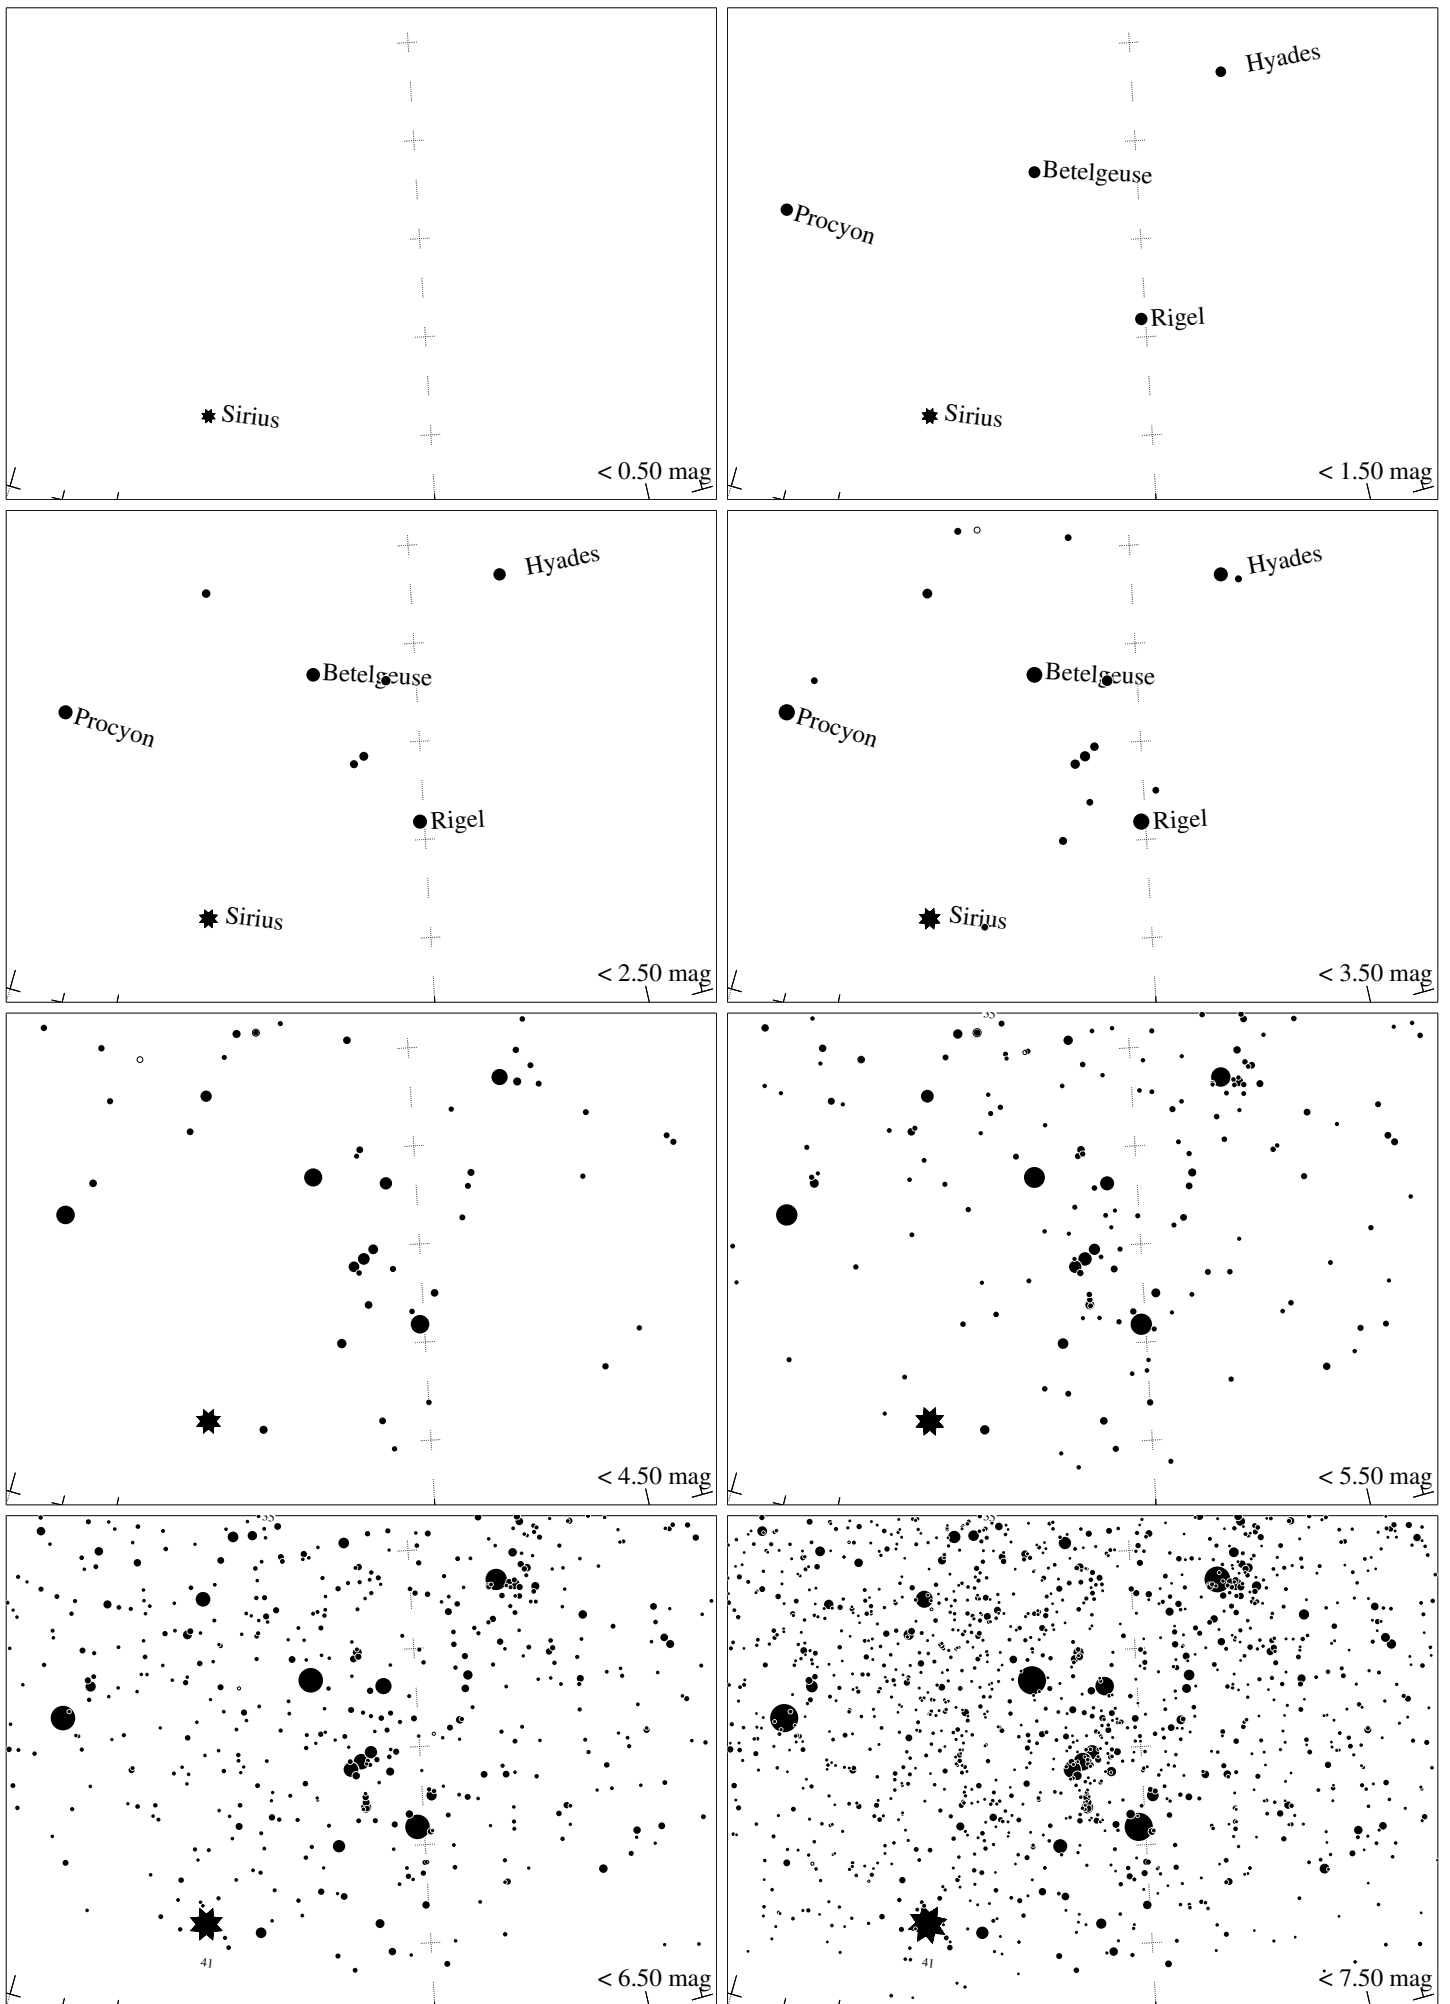 Sirius
< 0.50 mag
Hyades
Betelgeuse
Procyon
Rigel
Sirius
< 1.50 mag
Hyades
Betelgeuse
Procyon
Rigel
Sirius
< 2.50 mag
Hyades
Betelgeuse
Procyon
Rigel
Sirius
< 3.50 mag
< 4.50 mag
< 5.50 mag
41
< 6.50 mag
41
< 7.50 mag